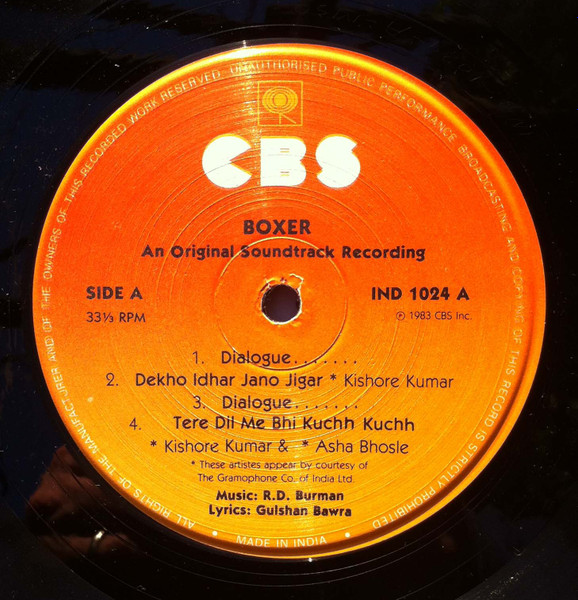 ALL RIGHTS OF THE MANUFACTURER AND OF THE OWNERS OF THIS RECORDED WORK RESERVED. UNAUTHORISED PUBLIC PERFORMANCE BROADCASTING AND COPYING OF THIS RECORD IS STRICTLY PROHIBITED
CBS
BOXER
An Original Soundtrack Recording
SIDE A
IND 1024 A
33⅓ RPM
℗ 1983 CBS Inc.
1. Dialogue.......
2. Dekho Idhar Jano Jigar * Kishore Kumar
3. Dialogue.......
4. Tere Dil Me Bhi Kuchh Kuchh
* Kishore Kumar & * Asha Bhosle
* These artistes appear by courtesy of
The Gramophone Co. of India Ltd.
Music: R.D. Burman
Lyrics: Gulshan Bawra
• MADE IN INDIA •